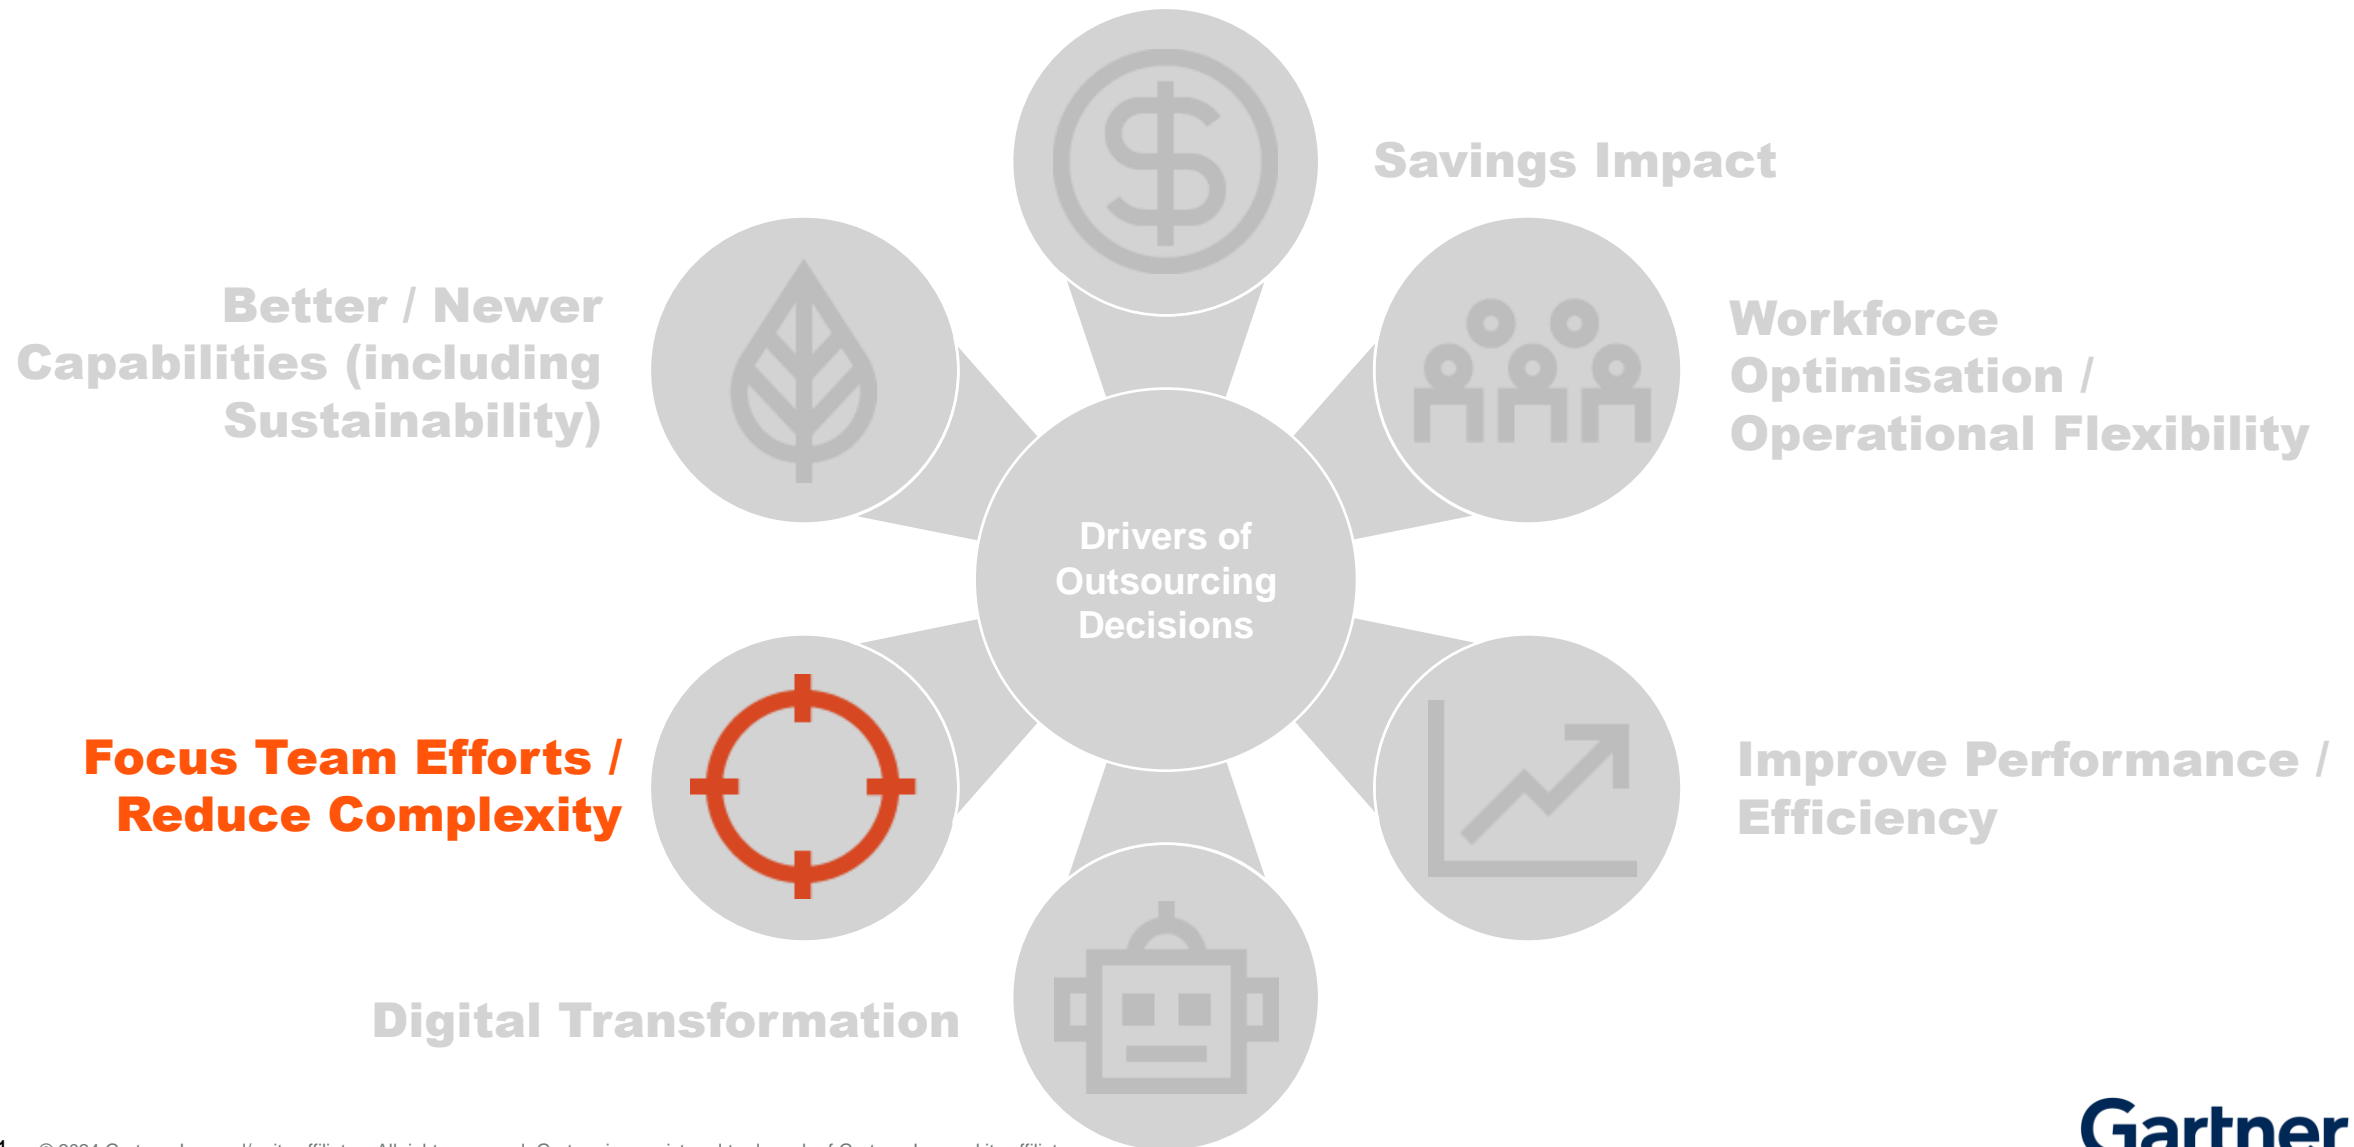 Savings Impact
Better / Newer
Capabilities (including
Sustainability)
Workforce
Optimisation /
Operational Flexibility
Drivers of
Outsourcing
Decisions
Focus Team Efforts /
Reduce Complexity
Improve Performance /
Efficiency
Digital Transformation
Gartner